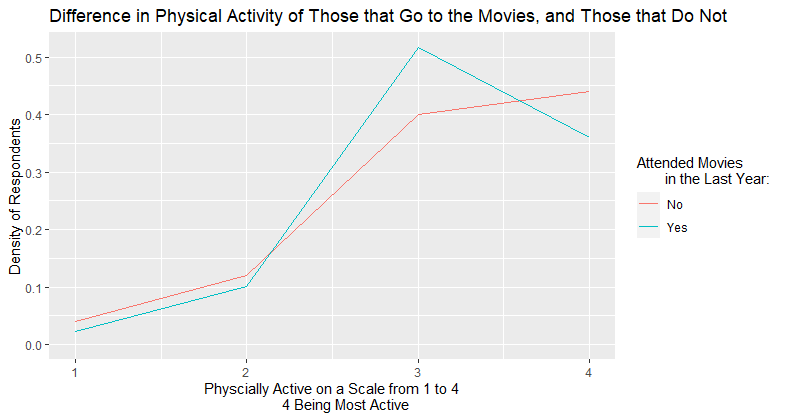 Difference in Physical Activity of Those that Go to the Movies, and Those that Do Not
Density of Respondents
0.5
0.4
0.3
0.2
0.1
0.0
1
2
3
4
Physcially Active on a Scale from 1 to 4
4 Being Most Active
Attended Movies
in the Last Year:
No
Yes